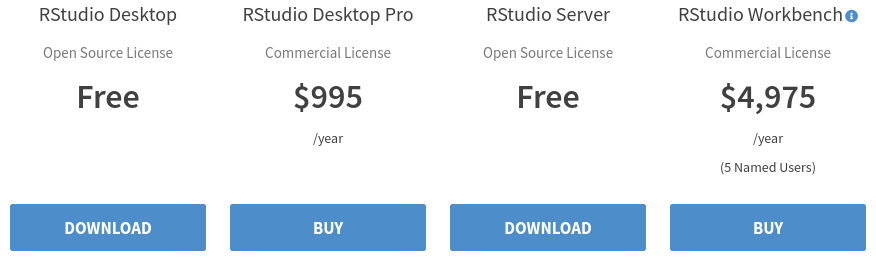 RStudio Desktop
Open Source License
Free
DOWNLOAD
RStudio Desktop Pro
Commercial License
$995
/year
BUY
RStudio Server
Open Source License
Free
DOWNLOAD
RStudio Workbench
Commercial License
$4,975
/year
(5 Named Users)
BUY